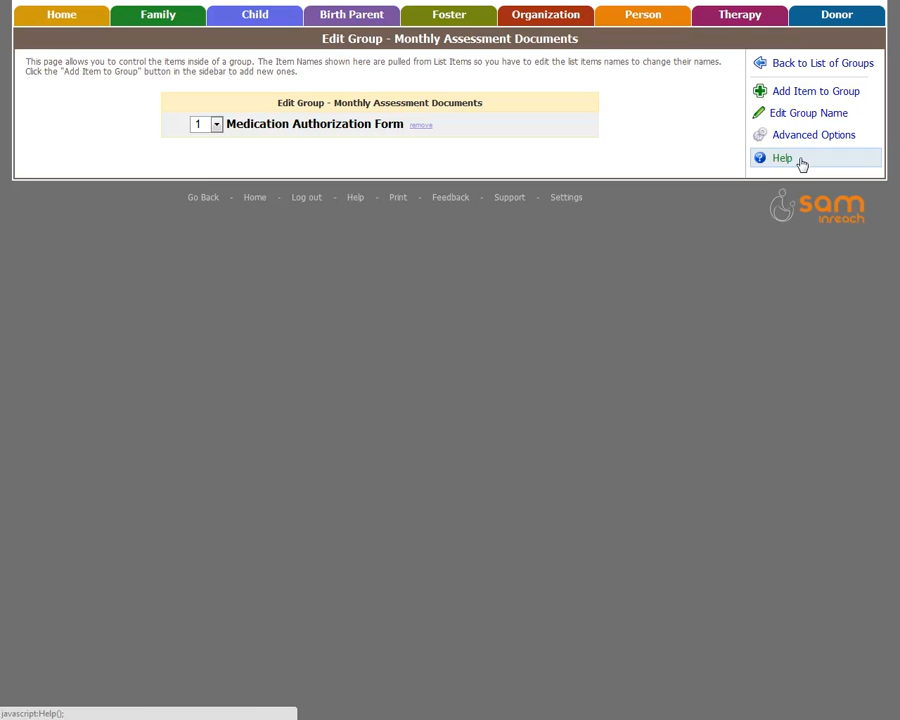 Home Family Child Birth Parent Foster Organization Person Therapy Donor
Edit Group - Monthly Assessment Documents
This page allows you to control the items inside of a group. The Item Names shown here are pulled from List Items so you have to edit the list items names to change their names.
Click the "Add Item to Group" button in the sidebar to add new ones.
Edit Group - Monthly Assessment Documents
1 Medication Authorization Form remove
Back to List of Groups
Add Item to Group
Edit Group Name
Advanced Options
Help
Go Back - Home - Log out - Help - Print - Feedback - Support - Settings
sam
inreach
javascript:Help();